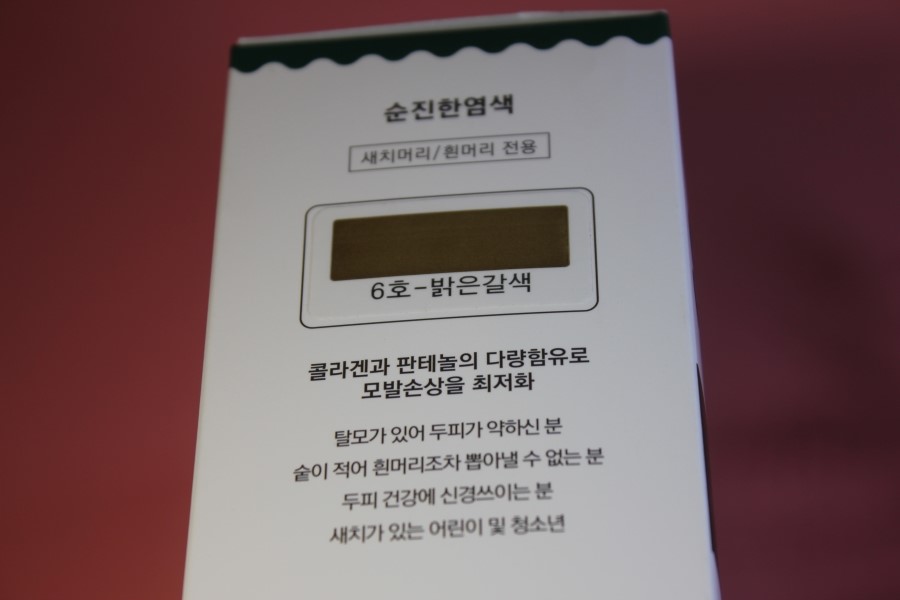 순진한염색
새치머리/흰머리 전용
6호-밝은갈색
콜라겐과 판테놀의 다량함유로
모발손상을 최저화
탈모가 있어 두피가 약하신 분
숱이 적어 흰머리조차 뽑아낼 수 없는 분
두피 건강에 신경쓰이는 분
새치가 있는 어린이 및 청소년